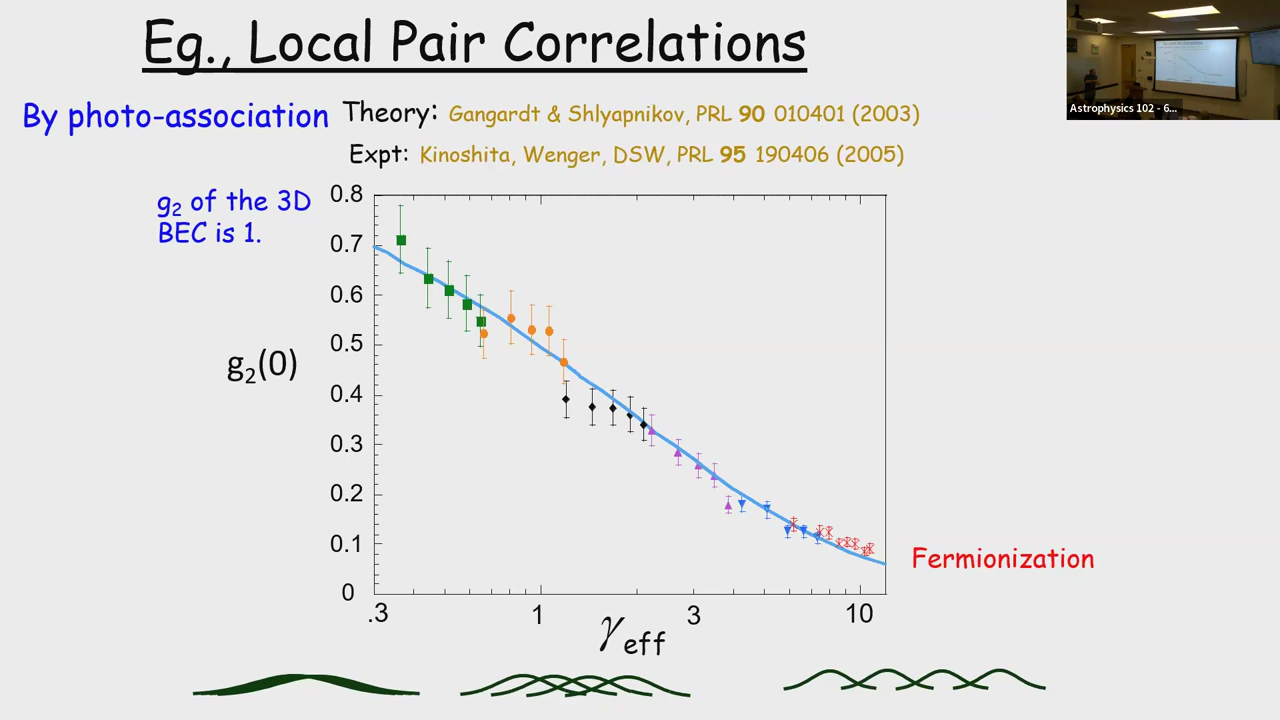 Eg., Local Pair Correlations
Astrophysics 102 - 6...
By photo-association
Theory: Gangardt & Shlyapnikov, PRL 90 010401 (2003)
Expt: Kinoshita, Wenger, DSW, PRL 95 190406 (2005)
g₂ of the 3D
BEC is 1.
0.8
0.7
0.6
0.5
0.4
0.3
0.2
0.1
0
g₂(0)
.3 1 3 10
γeff
Fermionization